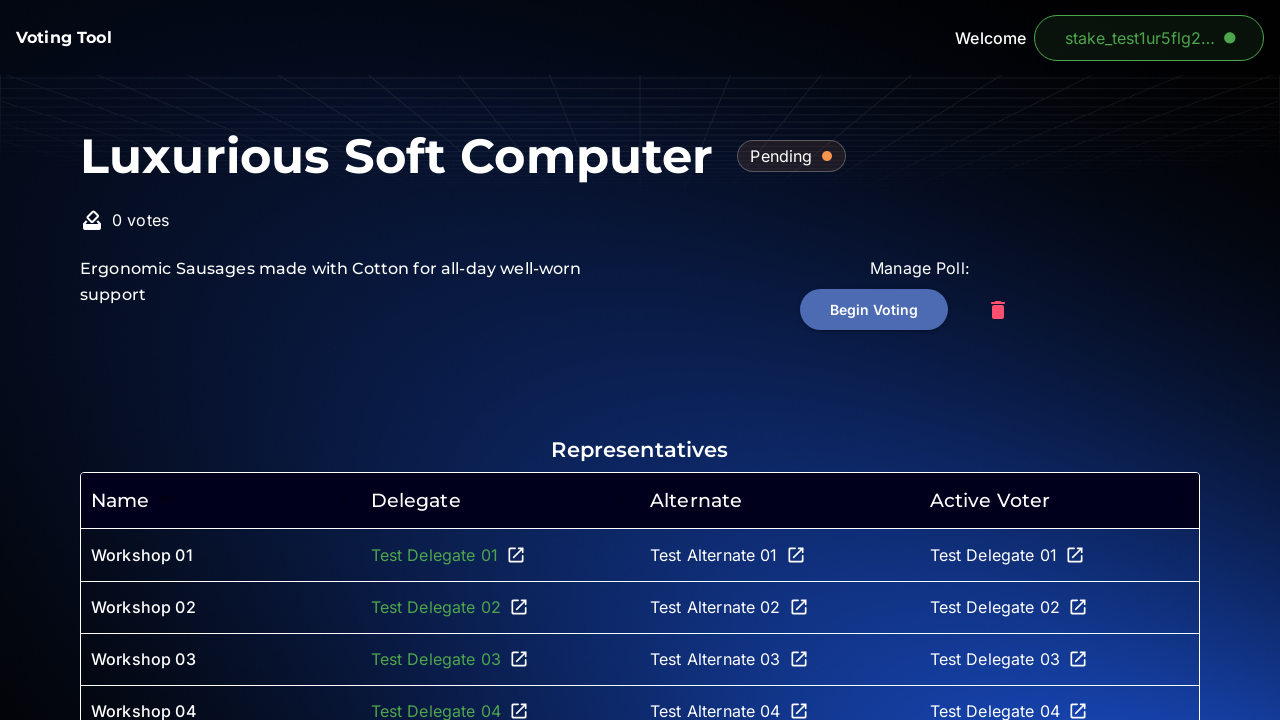 Voting Tool
Welcome
stake_test1ur5flg2...
Luxurious Soft Computer
Pending
0 votes
Ergonomic Sausages made with Cotton for all-day well-worn
support
Manage Poll:
Begin Voting
Representatives
Name Delegate Alternate Active Voter
Workshop 01 Test Delegate 01 Test Alternate 01 Test Delegate 01
Workshop 02 Test Delegate 02 Test Alternate 02 Test Delegate 02
Workshop 03 Test Delegate 03 Test Alternate 03 Test Delegate 03
Workshop 04 Test Delegate 04 Test Alternate 04 Test Delegate 04